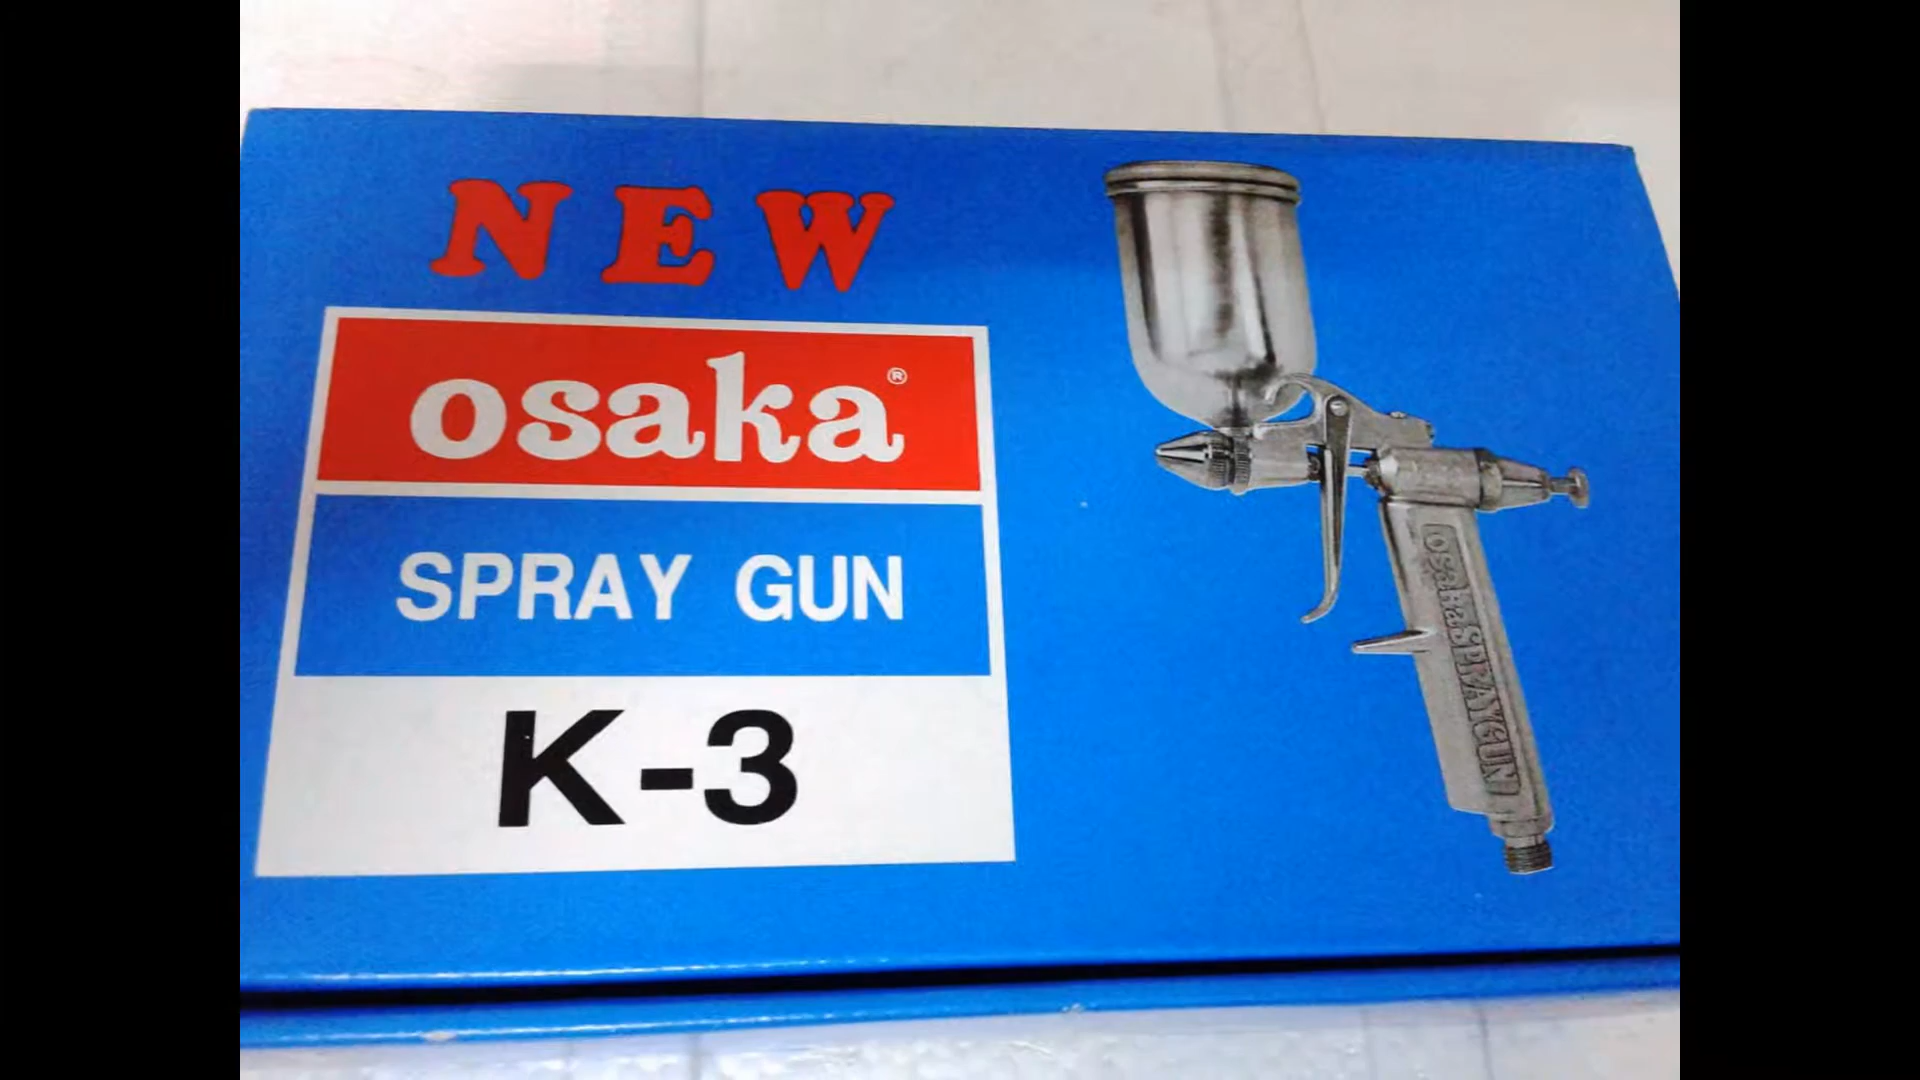 NEW
osaka®
SPRAY GUN
K-3
osaka SPRAY GUN